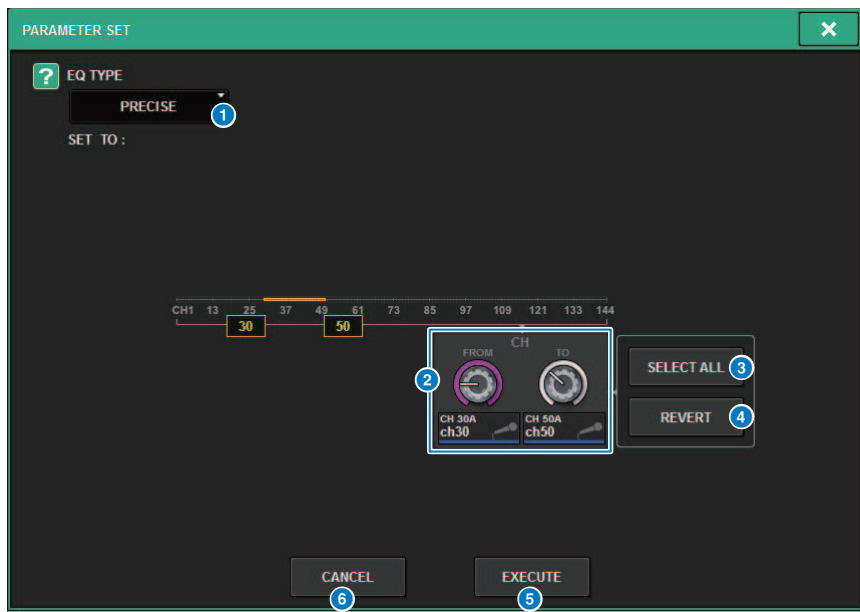 PARAMETER SET
?
EQ TYPE
PRECISE
1
SET TO :
CH1 13 25 37 49 61 73 85 97 109 121 133 144
30 50
CH
FROM TO
2
CH 30A
ch30
CH 50A
ch50
SELECT ALL 3
REVERT 4
CANCEL EXECUTE
6 5